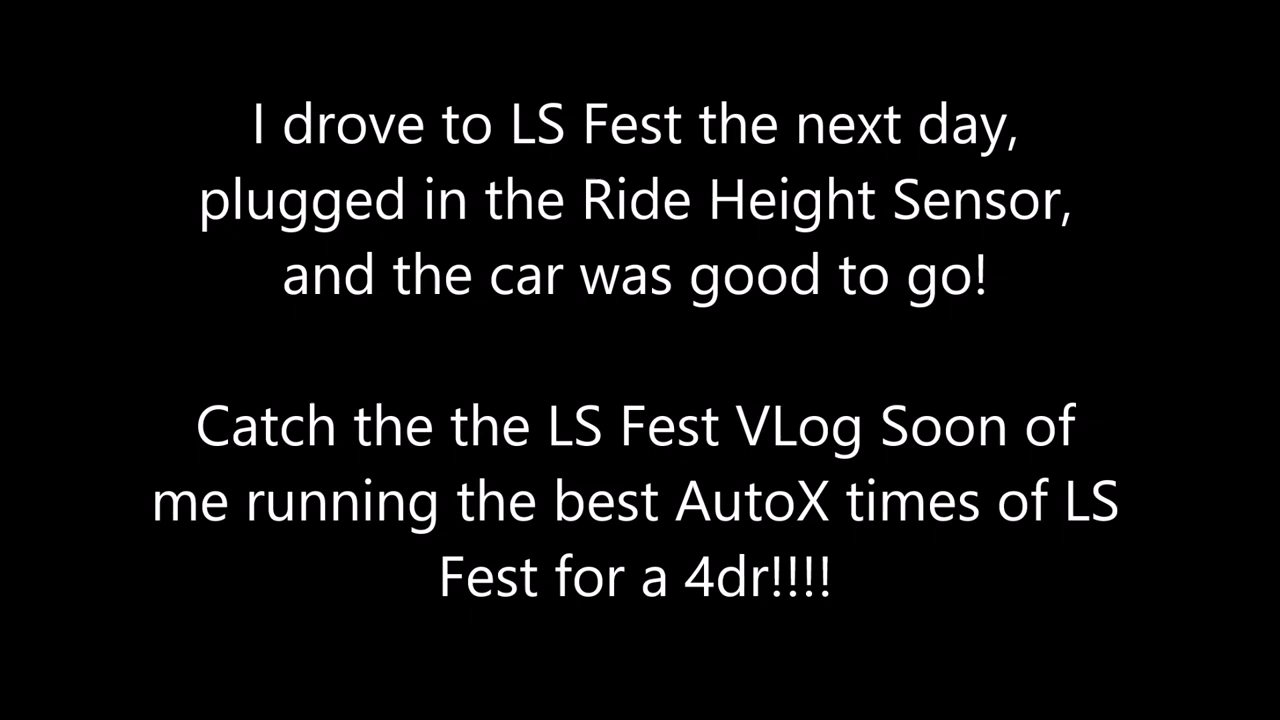 I drove to LS Fest the next day,
plugged in the Ride Height Sensor,
and the car was good to go!
Catch the the LS Fest VLog Soon of
me running the best AutoX times of LS
Fest for a 4dr!!!!